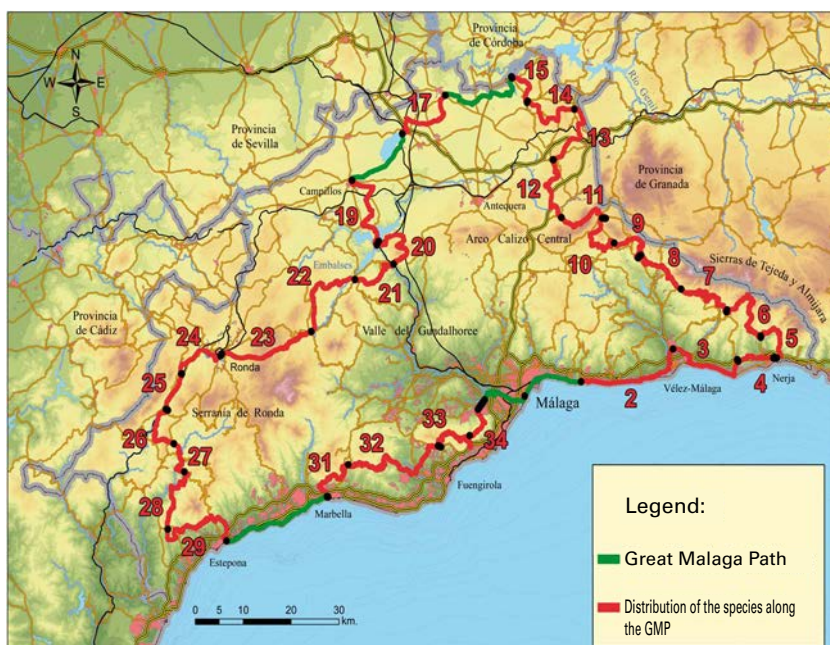 Provincia
de Córdoba
N
W E
S
15
17
14
Río Genil
Provincia
de Sevilla
13
Provincia
de Granada
12
Campillos
Antequera
11
19
Arco Calizo Central
9
20
10
Sierras de Tejeda y Almijara
Embalses
8
22
21
7
Provincia
de Cádiz
6
24
23
Valle del Guadalhorce
5
Ronda
3
25
Vélez-Málaga
4
Nerja
Málaga
2
Serranía de Ronda
33
26
32
34
27
31
Fuengirola
28
Marbella
29
Estepona
0 5 10 20 30
km.
Legend:
Great Malaga Path
Distribution of the species along
the GMP